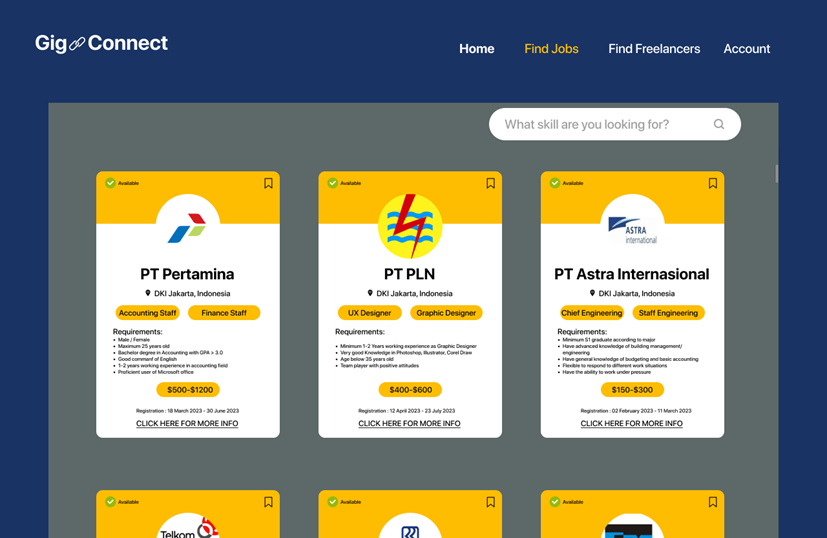 Gig Connect
Home
Find Jobs
Find Freelancers
Account
What skill are you looking for?
Available
PT Pertamina
DKI Jakarta, Indonesia
Accounting Staff
Finance Staff
Requirements:
• Male / Female
• Maximum 25 years old
• Bachelor degree in Accounting with GPA > 3.0
• Good commanf of English
• 1-2 years working experience in accounting field
• Proficient user of Microsoft office
$500-$1200
Registration : 18 March 2023 - 30 June 2023
CLICK HERE FOR MORE INFO
Available
PT PLN
DKI Jakarta, Indonesia
UX Designer
Graphic Designer
Requirements:
• Minimum 1-2 Years working experience as Graphic Designer
• Very good Knowledge in Photoshop, Illustrator, Corel Draw
• Age below 35 years old
• Team player with positive attitudes
$400-$600
Registration : 12 April 2023 - 23 July 2023
CLICK HERE FOR MORE INFO
Available
ASTRA
international
PT Astra Internasional
DKI Jakarta, Indonesia
Chief Engineering
Staff Engineering
Requirements:
• Minimum S1 graduate according to major
• Have advanced knowledge of building management/
engineering
• Have general knowledge of budgeting and basic accounting
• Flexible to respond to different work situations
• Have the ability to work under pressure
$150-$300
Registration : 02 February 2023 - 11 March 2023
CLICK HERE FOR MORE INFO
Available
Telkom
Available
Available